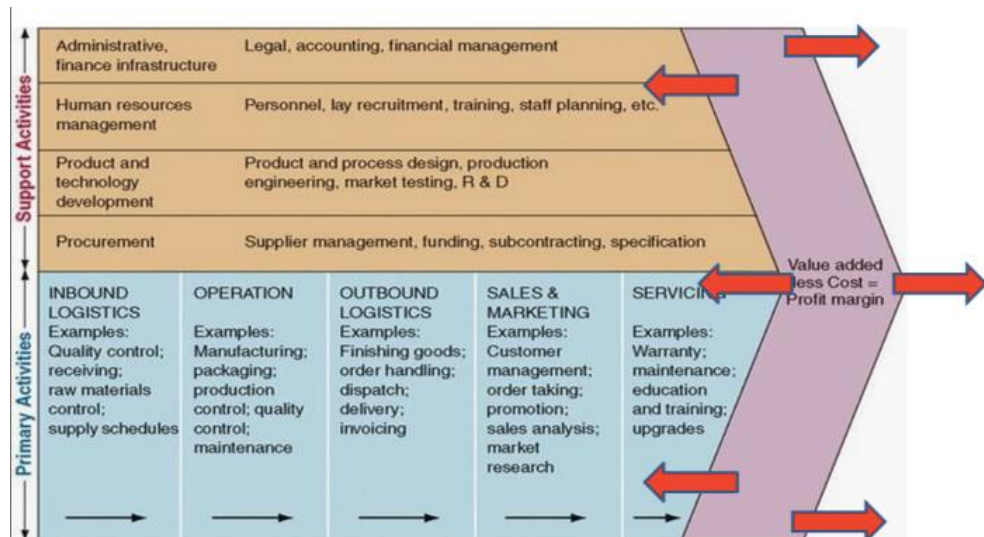 Support Activities
Administrative,
finance infrastructure
Legal, accounting, financial management
Human resources
management
Personnel, lay recruitment, training, staff planning, etc.
Product and
technology
development
Product and process design, production
engineering, market testing, R & D
Procurement
Supplier management, funding, subcontracting, specification
Value added
less Cost =
Profit margin
Primary Activities
INBOUND
LOGISTICS
Examples:
Quality control;
receiving;
raw materials
control;
supply schedules
OPERATION
Examples:
Manufacturing;
packaging;
production
control; quality
control;
maintenance
OUTBOUND
LOGISTICS
Examples:
Finishing goods;
order handling;
dispatch;
delivery;
invoicing
SALES &
MARKETING
Examples:
Customer
management;
order taking;
promotion;
sales analysis;
market
research
SERVICING
Examples:
Warranty;
maintenance;
education
and training;
upgrades